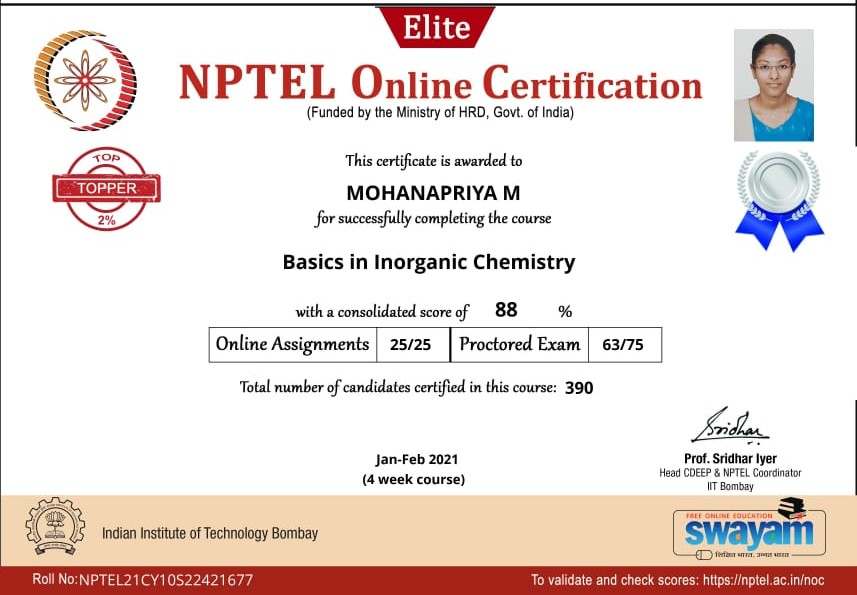 Elite
NPTEL Online Certification
(Funded by the Ministry of HRD, Govt. of India)
TOP
TOPPER
2%
This certificate is awarded to
MOHANAPRIYA M
for successfully completing the course
Basics in Inorganic Chemistry
with a consolidated score of 88 %
Online Assignments 25/25 Proctored Exam 63/75
Total number of candidates certified in this course: 390
Sridhar
Prof. Sridhar Iyer
Head CDEEP & NPTEL Coordinator
IIT Bombay
Jan-Feb 2021
(4 week course)
Indian Institute of Technology Bombay
FREE ONLINE EDUCATION
swayam
शिक्षित भारत, उन्नत भारत
Roll No:NPTEL21CY10S22421677
To validate and check scores: https://nptel.ac.in/noc